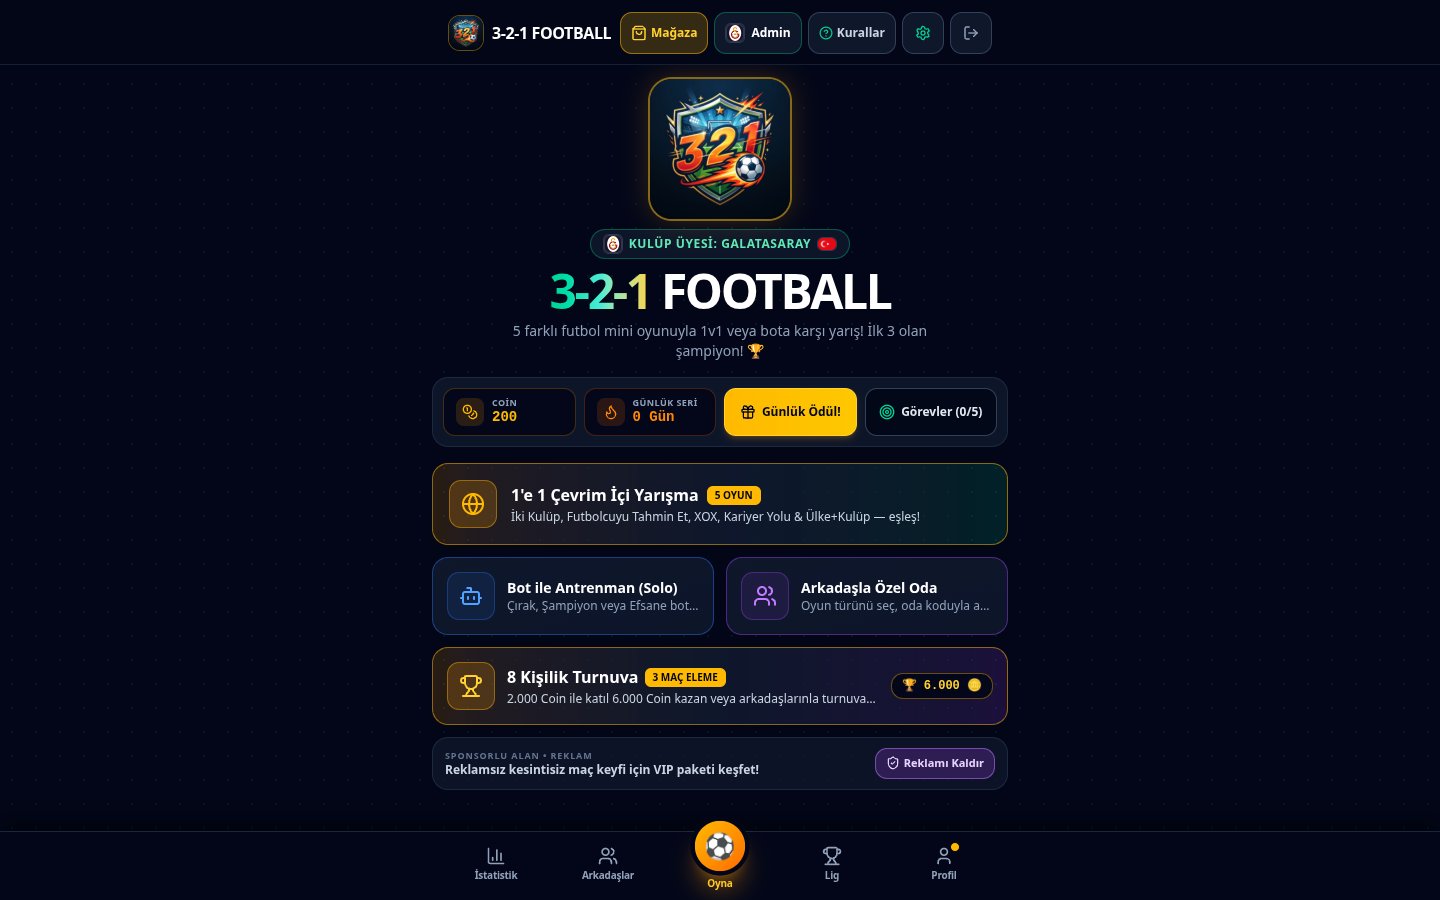 3-2-1 FOOTBALL
Mağaza
Admin
Kurallar
321
KULÜP ÜYESİ: GALATASARAY
3-2-1 FOOTBALL
5 farklı futbol mini oyunuyla 1v1 veya bota karşı yarış! İlk 3 olan
şampiyon! 🏆
COİN
200
GÜNLÜK SERİ
0 Gün
Günlük Ödül!
Görevler (0/5)
1'e 1 Çevrim İçi Yarışma
5 OYUN
İki Kulüp, Futbolcuyu Tahmin Et, XOX, Kariyer Yolu & Ülke+Kulüp — eşleş!
Bot ile Antrenman (Solo)
Çırak, Şampiyon veya Efsane bot...
Arkadaşla Özel Oda
Oyun türünü seç, oda koduyla a...
8 Kişilik Turnuva
3 MAÇ ELEME
2.000 Coin ile katıl 6.000 Coin kazan veya arkadaşlarınla turnuva...
🏆 6.000 🪙
SPONSORLU ALAN • REKLAM
Reklamsız kesintisiz maç keyfi için VIP paketi keşfet!
Reklamı Kaldır
İstatistik
Arkadaşlar
Oyna
Lig
Profil